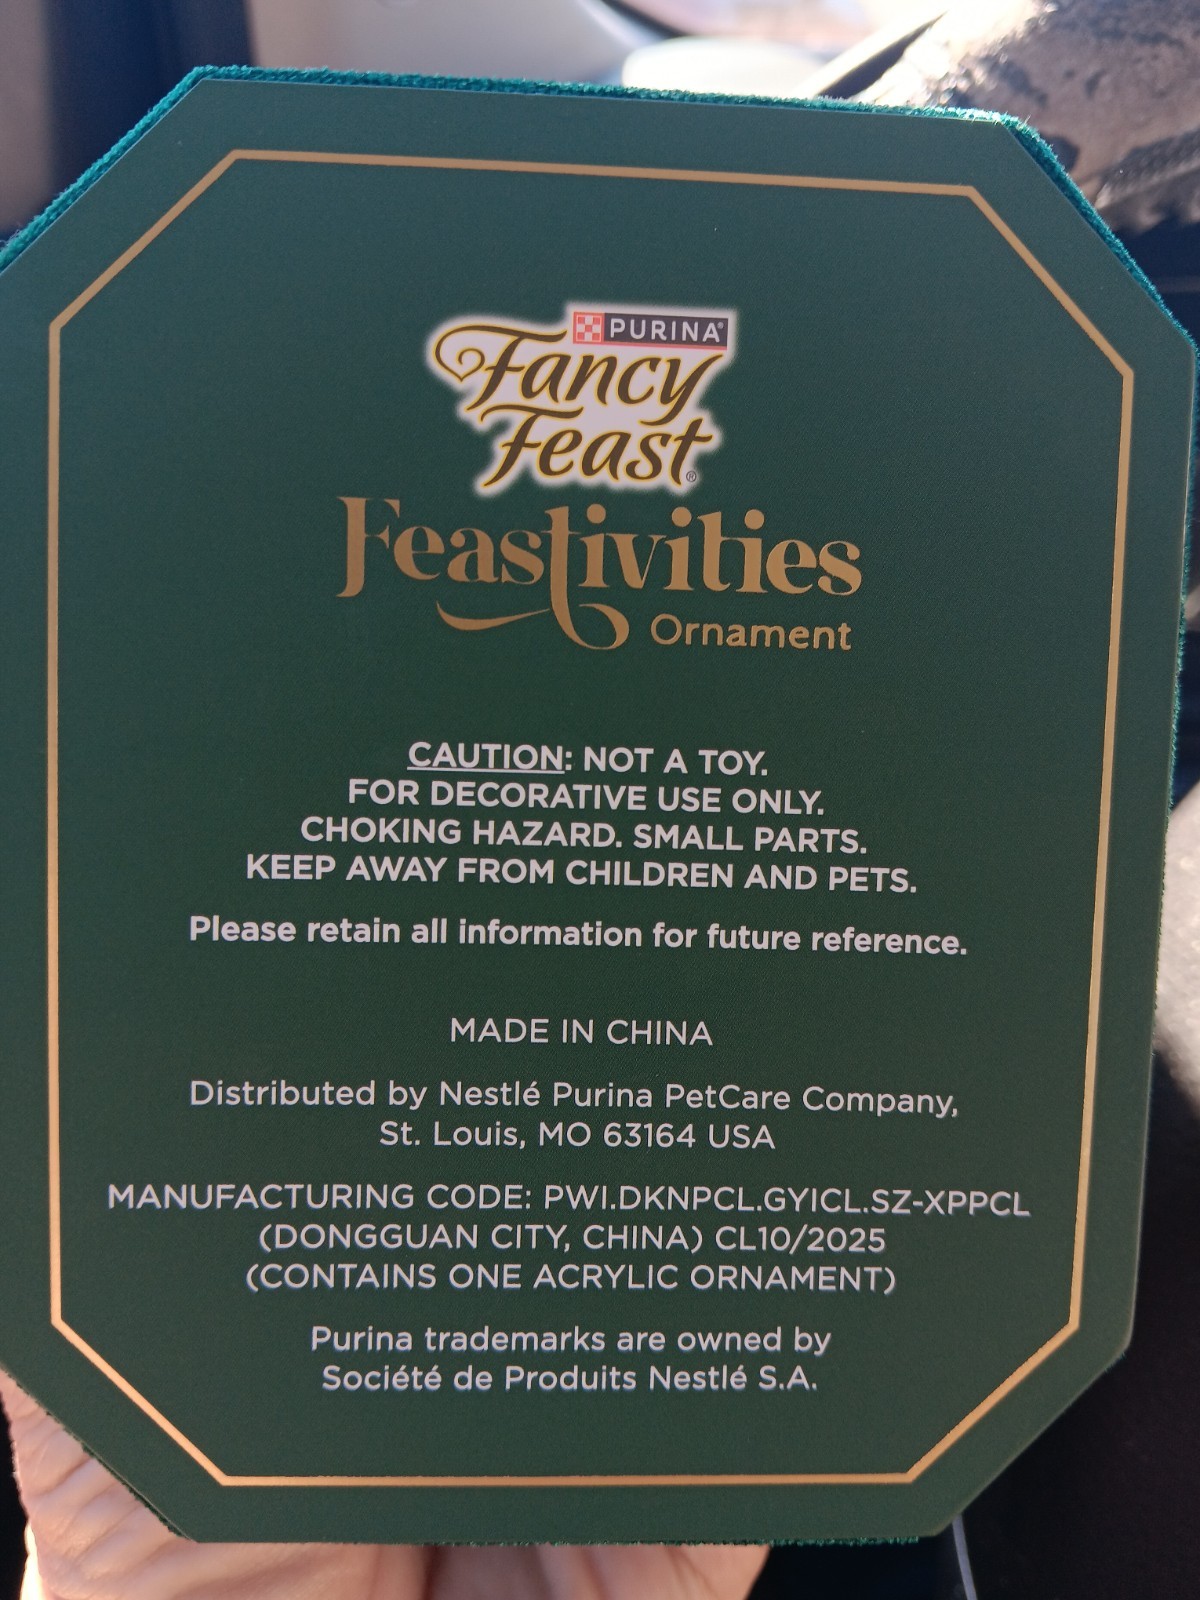 PURINA®
Fancy
Feast®
Feastivities
Ornament
CAUTION: NOT A TOY.
FOR DECORATIVE USE ONLY.
CHOKING HAZARD. SMALL PARTS.
KEEP AWAY FROM CHILDREN AND PETS.
Please retain all information for future reference.
MADE IN CHINA
Distributed by Nestlé Purina PetCare Company,
St. Louis, MO 63164 USA
MANUFACTURING CODE: PWI.DKNPCL.GYICL.SZ-XPPCL
(DONGGUAN CITY, CHINA) CL10/2025
(CONTAINS ONE ACRYLIC ORNAMENT)
Purina trademarks are owned by
Société de Produits Nestlé S.A.